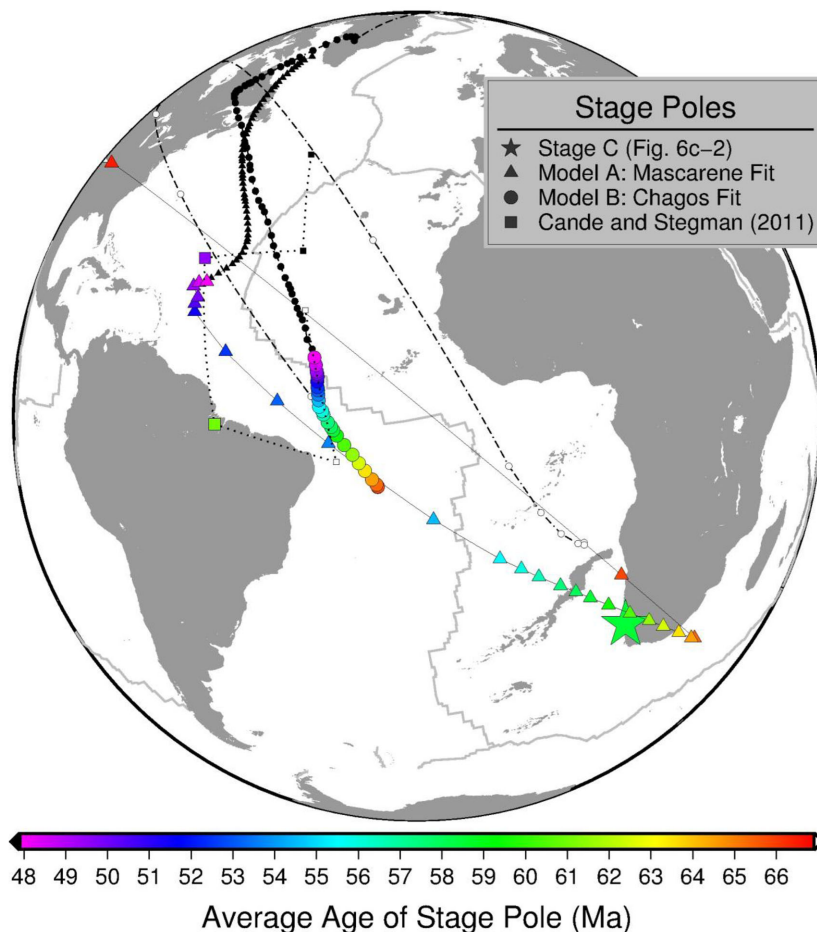 Stage Poles
Stage C (Fig. 6c−2)
Model A: Mascarene Fit
Model B: Chagos Fit
Cande and Stegman (2011)
48 49 50 51 52 53 54 55 56 57 58 59 60 61 62 63 64 65 66
Average Age of Stage Pole (Ma)